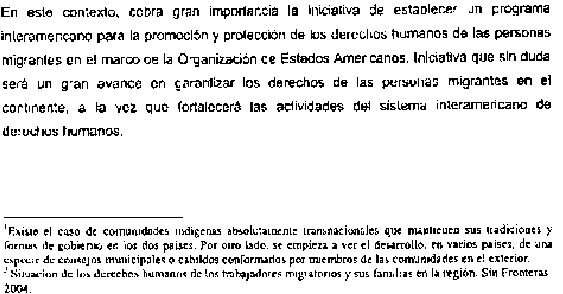 En este contexto, cobra gran importancia la iniciativa de establecer un programa
interamericano para la promoción y protección de los derechos humanos de las personas
migrantes en el marco de la Organización de Estados Americanos. Iniciativa que sin duda
será un gran avance en garantizar los derechos de las personas migrantes en el
continente, a la vez que fortalecerá las actividades del sistema interamericano de
derechos humanos.
¹Existe el caso de comunidades indígenas absolutamente transnacionales que mantienen sus tradiciones y
formas de gobierno en los dos países. Por otro lado, se empieza a ver el desarrollo, en varios países, de una
especie de consejos municipales o cabildos conformados por miembros de las comunidades en el exterior.
² Situación de los derechos humanos de los trabajadores migratorios y sus familias en la región. Sin Fronteras
2004.